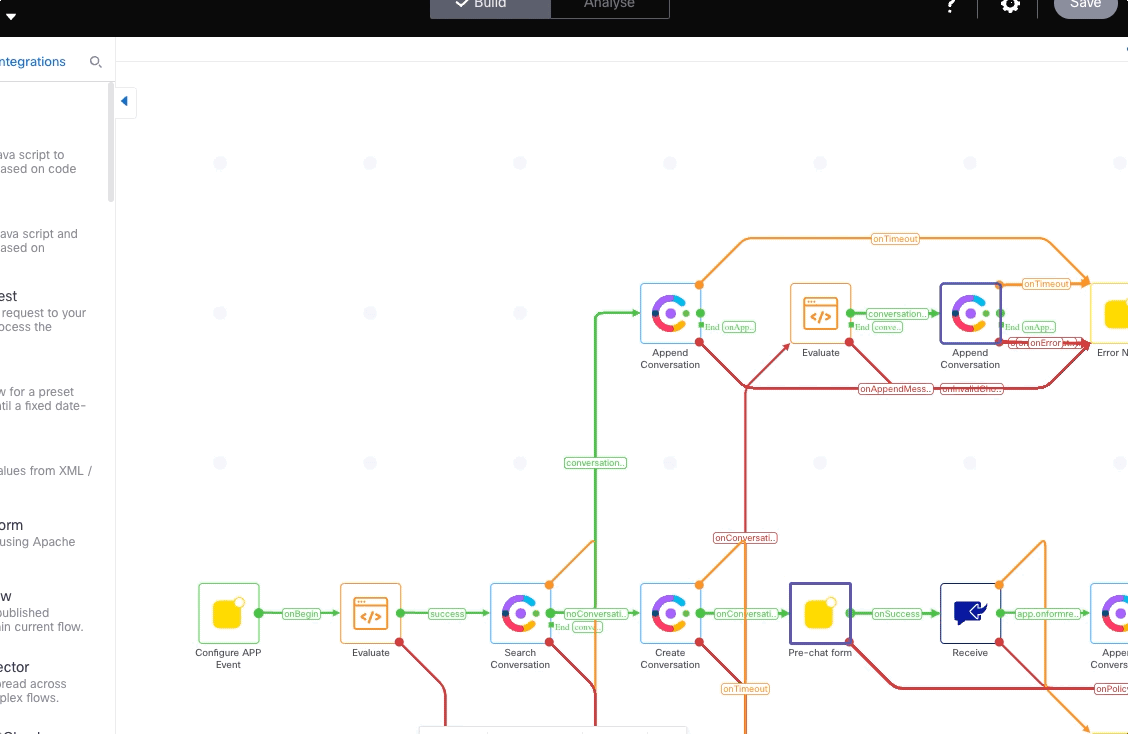 Build
Analyse
?
Save
ntegrations
ava script to
ased on code
ava script and
ased on
est
request to your
ocess the
w for a preset
til a fixed date-
alues from XML /
orm
using Apache
w
published
in current flow.
ector
pread across
plex flows.
onTimeout
onTimeout
conversation..
End onApp..
End conve..
End onApp..
onError
Append
Conversation
Evaluate
Append
Conversation
Error N
onAppendMess..
onInvalidCho..
conversation..
onConversati..
onBegin
success
noConversati..
onConversati..
onSuccess
app.onformre..
End conve..
Configure APP
Event
Evaluate
Search
Conversation
Create
Conversation
Pre-chat form
Receive
Appe
Convers
onTimeout
onPolicy